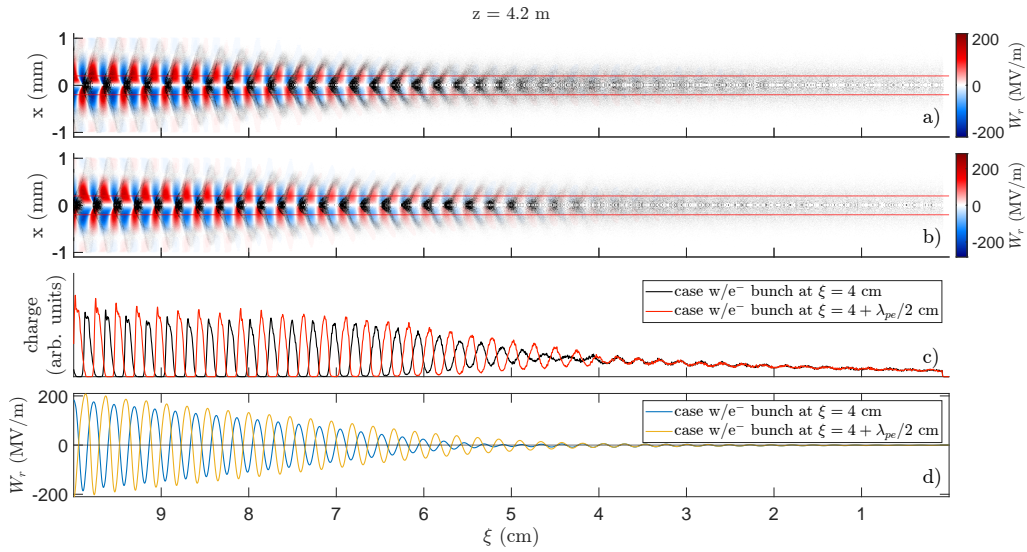 z = 4.2 m
x (mm)
1
0
-1
a)
200
0
-200
W_r (MV/m)
x (mm)
1
0
-1
b)
200
0
-200
W_r (MV/m)
charge
(arb. units)
case w/e⁻ bunch at ξ = 4 cm
case w/e⁻ bunch at ξ = 4 + λ_pe/2 cm
c)
W_r (MV/m)
200
0
-200
case w/e⁻ bunch at ξ = 4 cm
case w/e⁻ bunch at ξ = 4 + λ_pe/2 cm
d)
9 8 7 6 5 4 3 2 1
ξ (cm)